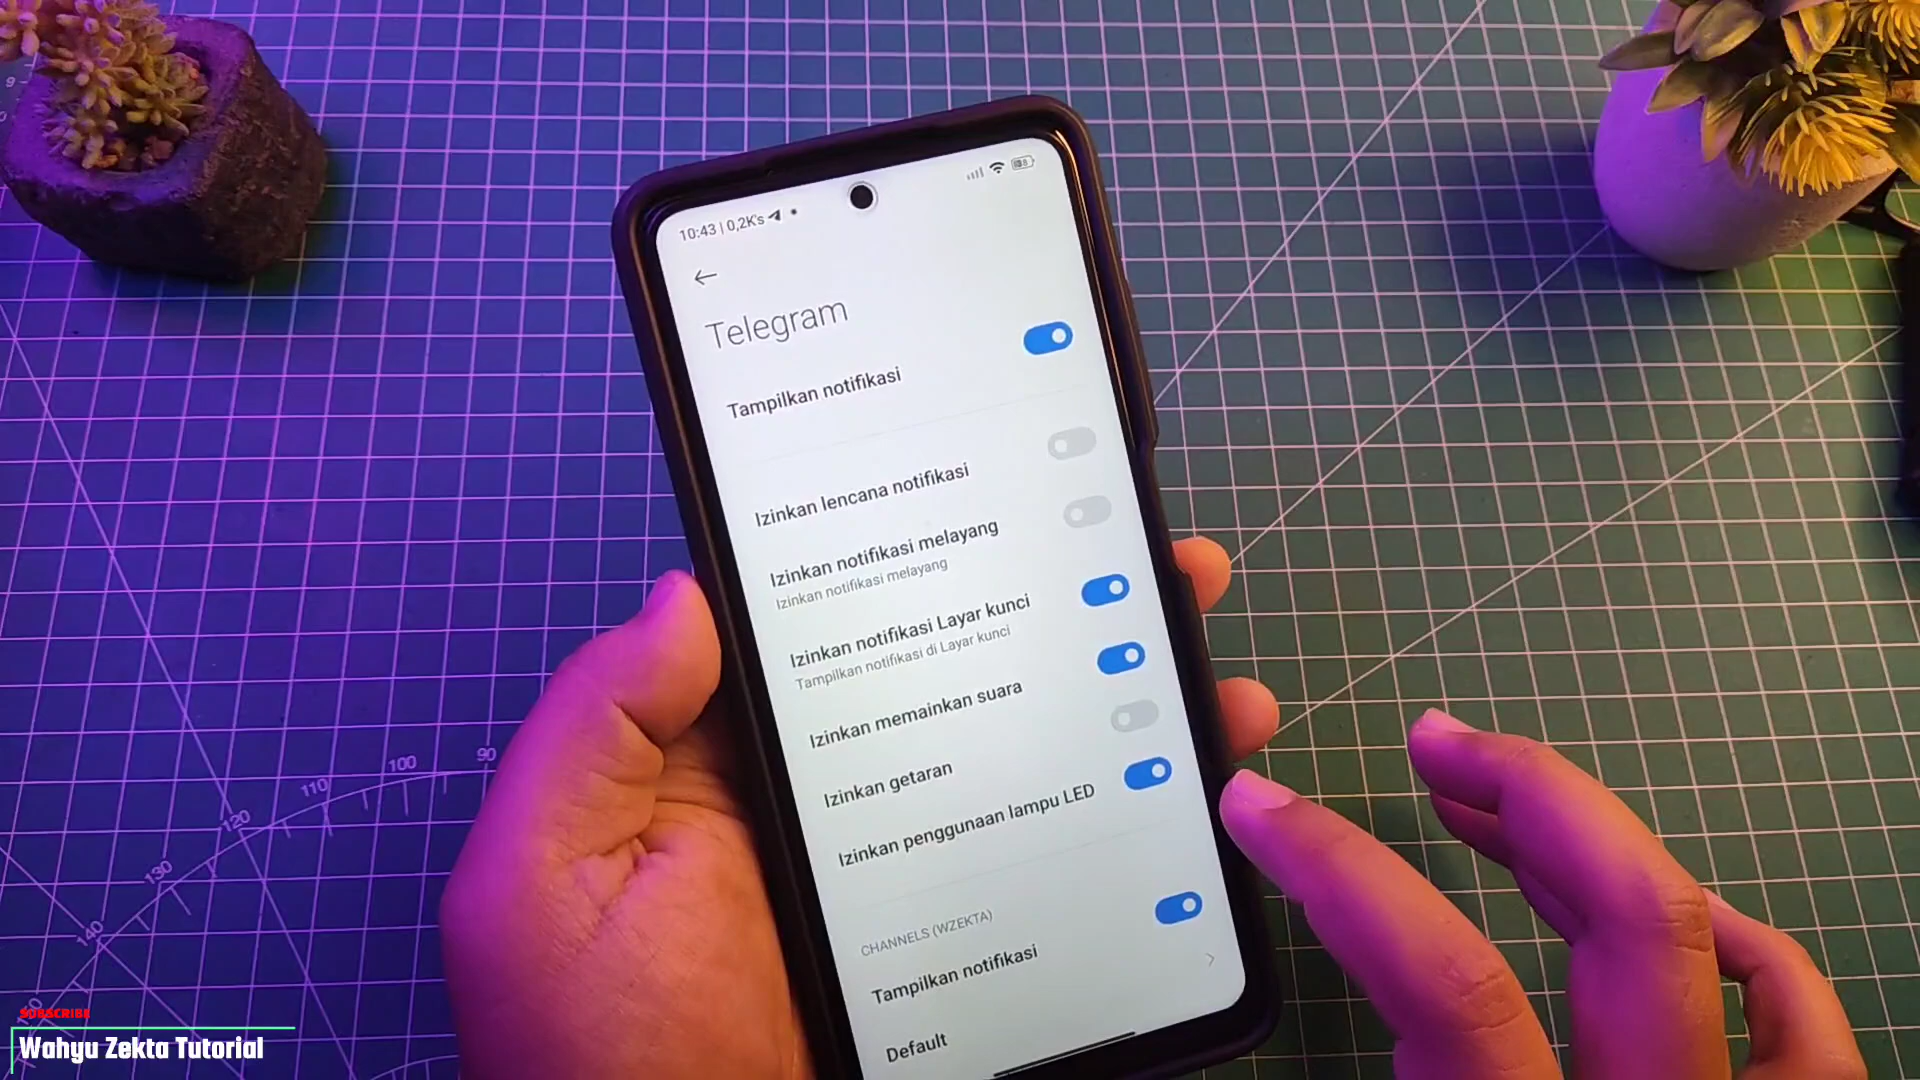 10:43 | 0,2K's
Telegram
Tampilkan notifikasi
Izinkan lencana notifikasi
Izinkan notifikasi melayang
Izinkan notifikasi melayang
Izinkan notifikasi Layar kunci
Tampilkan notifikasi di Layar kunci
Izinkan memainkan suara
Izinkan getaran
Izinkan penggunaan lampu LED
CHANNELS (WZEKTA)
Tampilkan notifikasi
Default
90
100
110
120
130
140
SUBSCRIBE
Wahyu Zekta Tutorial